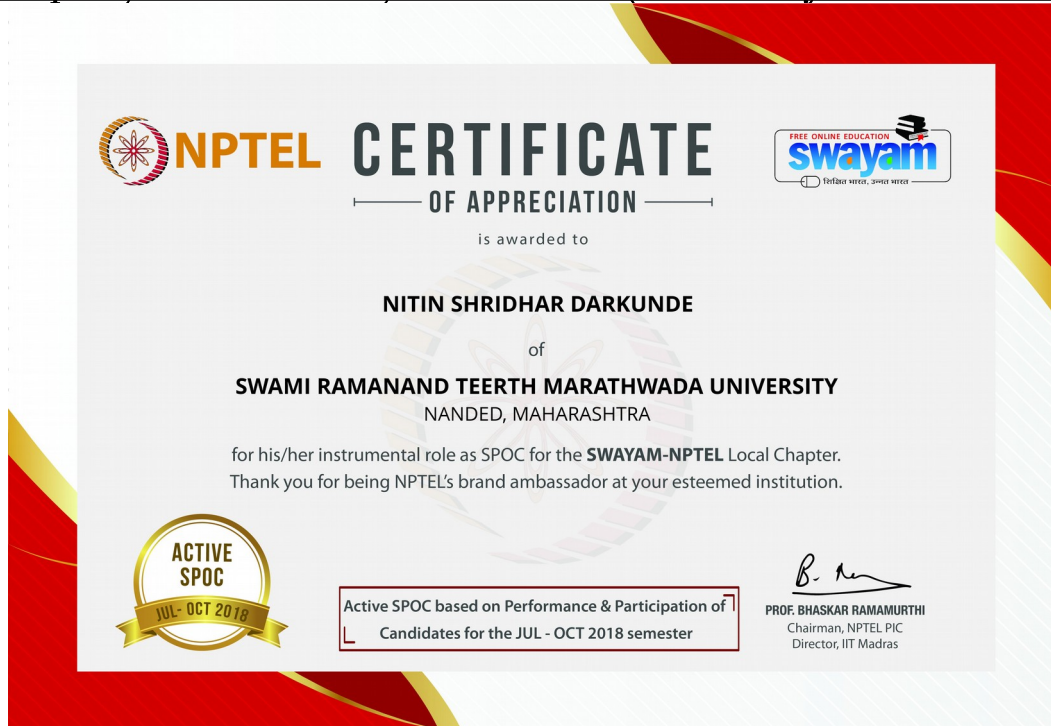 NPTEL
CERTIFICATE
OF APPRECIATION
FREE ONLINE EDUCATION
swayam
शिक्षित भारत, उन्नत भारत
is awarded to
NITIN SHRIDHAR DARKUNDE
of
SWAMI RAMANAND TEERTH MARATHWADA UNIVERSITY
NANDED, MAHARASHTRA
for his/her instrumental role as SPOC for the SWAYAM-NPTEL Local Chapter.
Thank you for being NPTEL's brand ambassador at your esteemed institution.
ACTIVE
SPOC
JUL- OCT 2018
Active SPOC based on Performance & Participation of
Candidates for the JUL - OCT 2018 semester
PROF. BHASKAR RAMAMURTHI
Chairman, NPTEL PIC
Director, IIT Madras